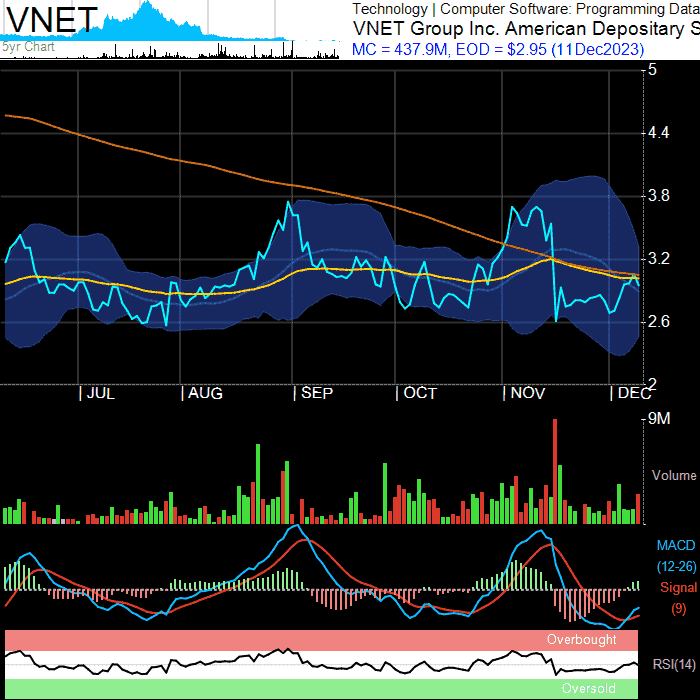 VNET
5yr Chart
Technology | Computer Software: Programming Data
VNET Group Inc. American Depositary S
MC = 437.9M, EOD = $2.95 (11Dec2023)
5
4.4
3.8
3.2
2.6
2
JUL
AUG
SEP
OCT
NOV
DEC
9M
Volume
MACD
(12-26)
Signal
(9)
Overbought
RSI(14)
Oversold